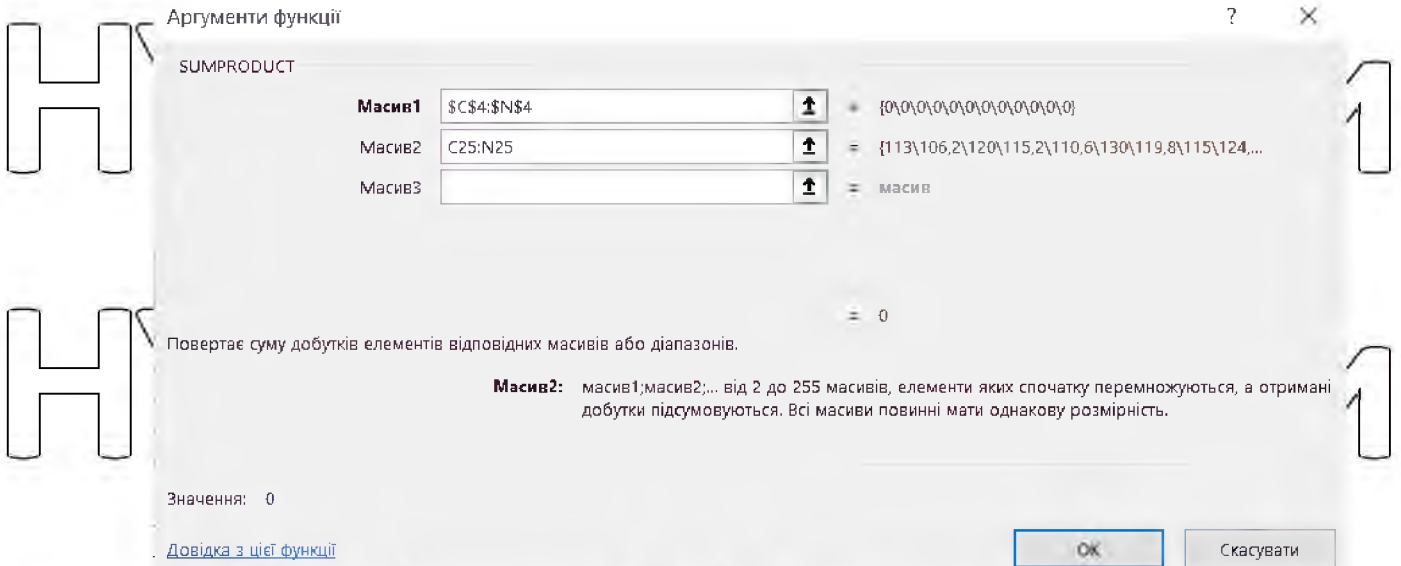 Аргументи функції ? ×
SUMPRODUCT
Масив1 $C$4:$N$4 = {0\0\0\0\0\0\0\0\0\0\0\0}
Масив2 C25:N25 = {113\106,2\120\115,2\110,6\130\119,8\115\124,...
Масив3 = масив
= 0
Повертає суму добутків елементів відповідних масивів або діапазонів.
Масив2: масив1;масив2;... від 2 до 255 масивів, елементи яких спочатку перемножуються, а отримані
добутки підсумовуються. Всі масиви повинні мати однакову розмірність.
Значення: 0
Довідка з цієї функції OK Скасувати